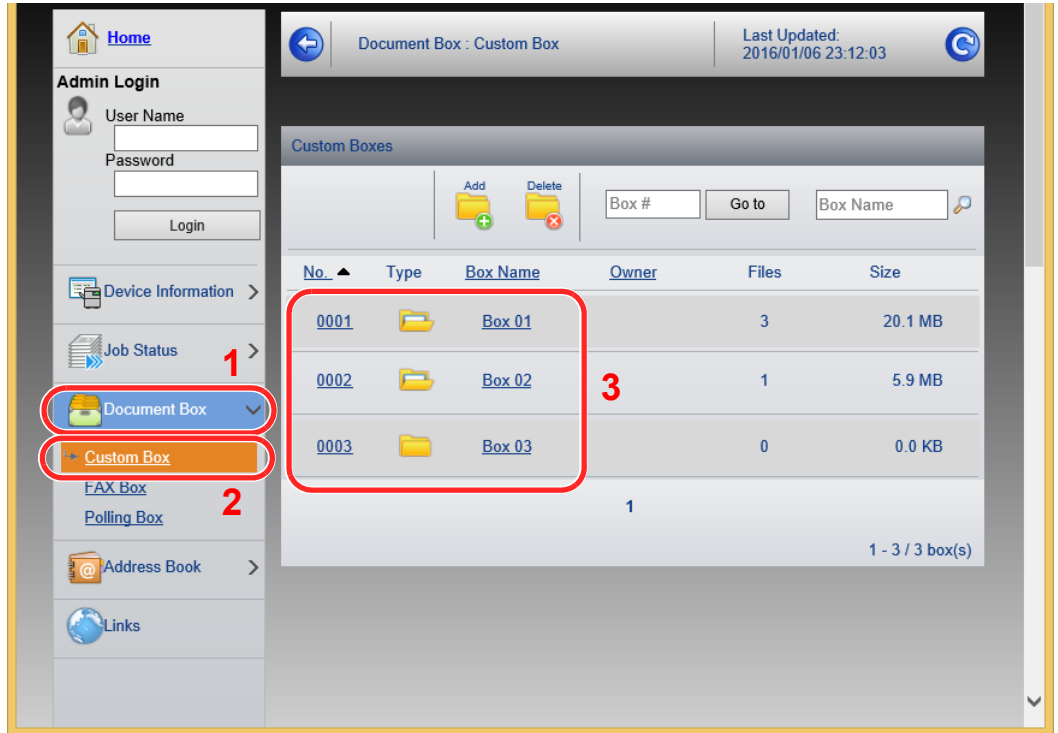 Home
Admin Login
User Name
Password
Login
Device Information
Job Status
1
Document Box
Custom Box
FAX Box
2
Polling Box
@
Address Book
Links
Document Box : Custom Box
Last Updated:
2016/01/06 23:12:03
Custom Boxes
Add Delete
Box # Go to Box Name
No. Type Box Name Owner Files Size
0001 Box 01 3 20.1 MB
0002 Box 02 1 5.9 MB
3
0003 Box 03 0 0.0 KB
1
1 - 3 / 3 box(s)